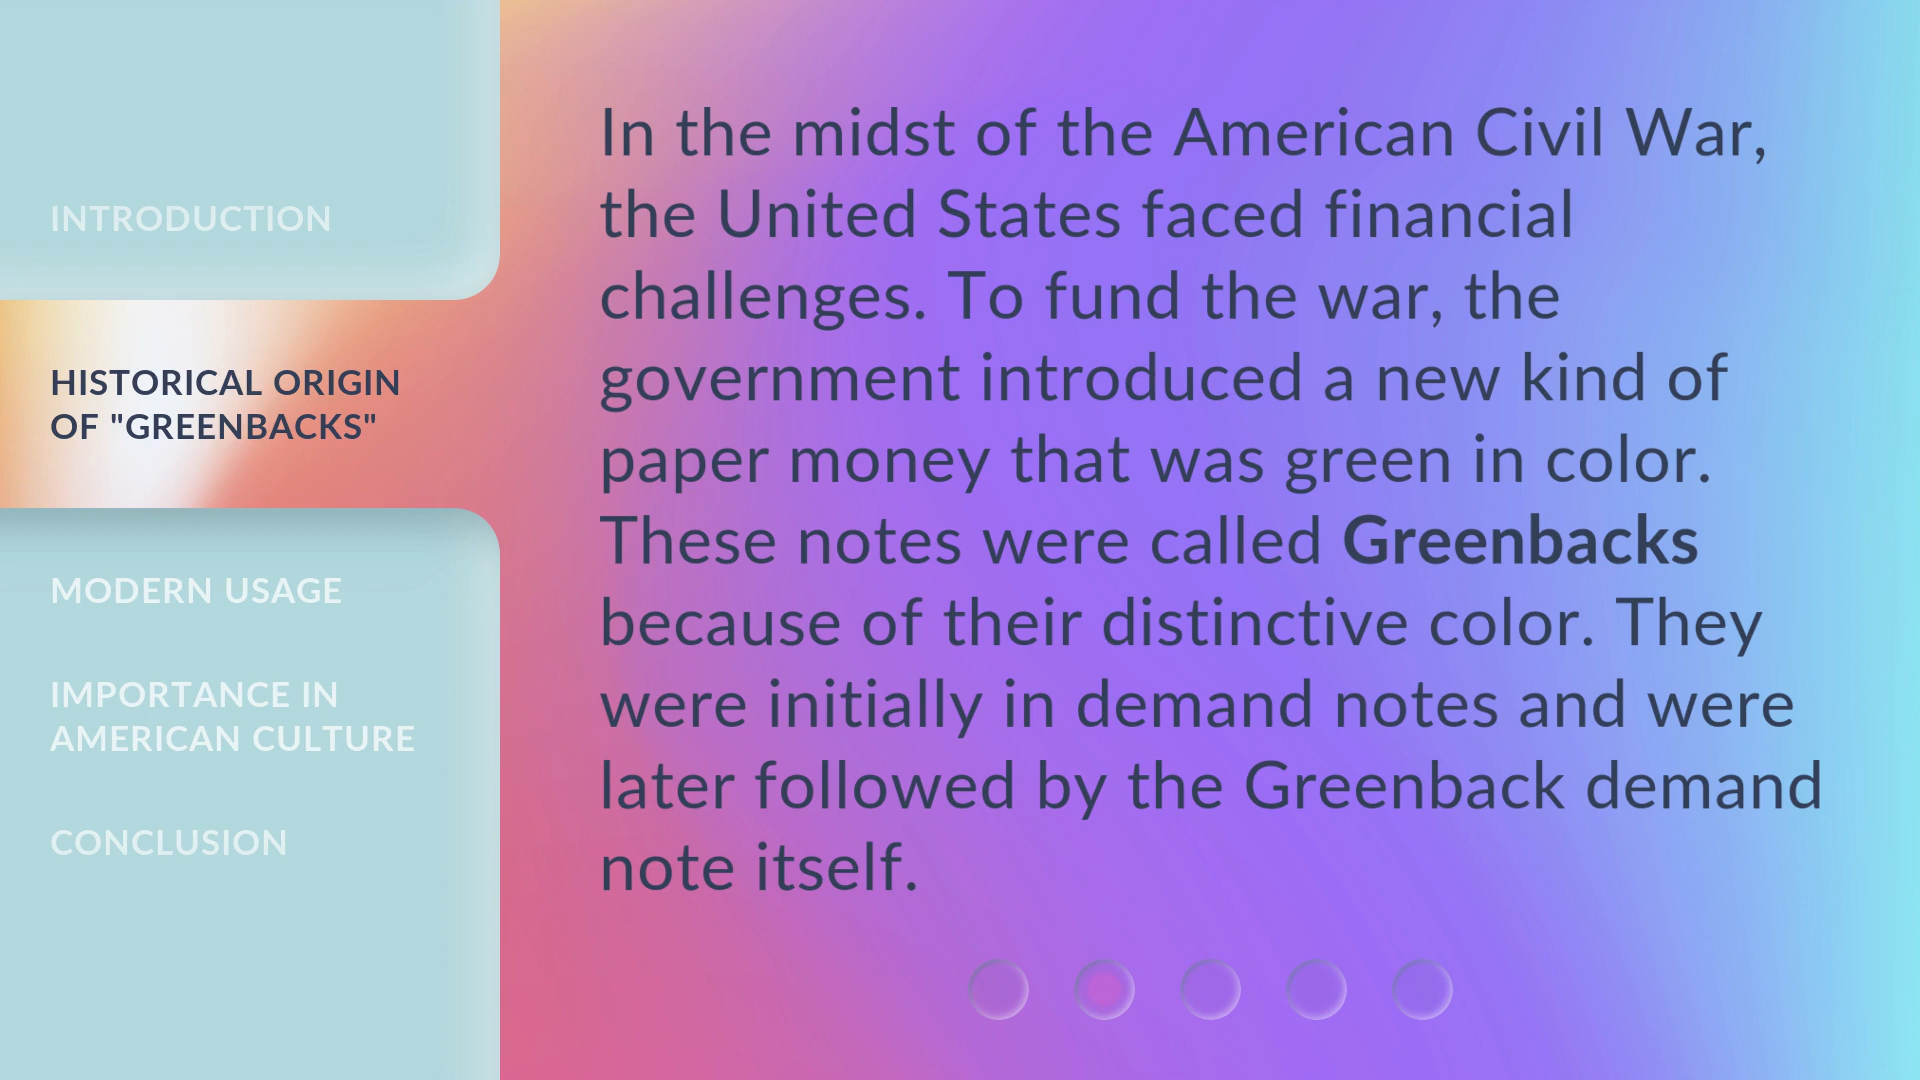 INTRODUCTION
HISTORICAL ORIGIN
OF "GREENBACKS"
MODERN USAGE
IMPORTANCE IN
AMERICAN CULTURE
CONCLUSION
In the midst of the American Civil War,
the United States faced financial
challenges. To fund the war, the
government introduced a new kind of
paper money that was green in color.
These notes were called Greenbacks
because of their distinctive color. They
were initially in demand notes and were
later followed by the Greenback demand
note itself.